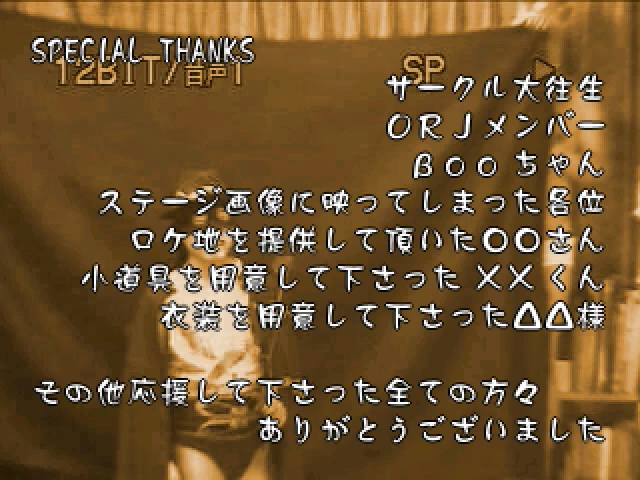 SPECIAL THANKS
12BIT/音声1 SP ▷
サークル大往生
ORJメンバー
βooちゃん
ステージ画像に映ってしまった各位
ロケ地を提供して頂いた○○さん
小道具を用意して下さった××くん
衣装を用意して下さった△△様
その他応援して下さった全ての方々
ありがとうございました